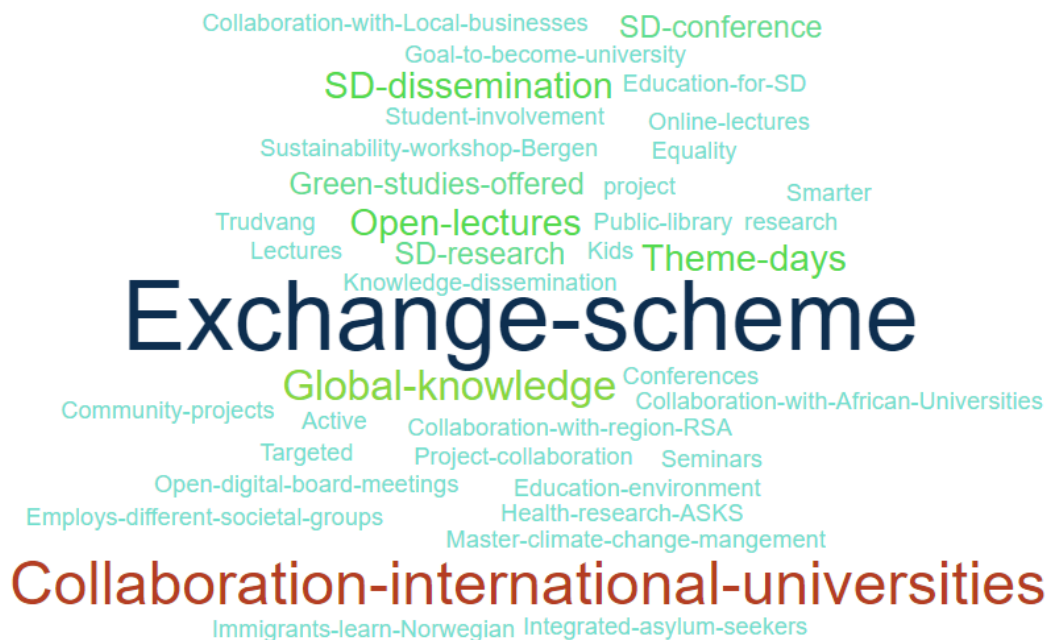 Collaboration-with-Local-businesses SD-conference
Goal-to-become-university
SD-dissemination Education-for-SD
Student-involvement Online-lectures
Sustainability-workshop-Bergen Equality
Green-studies-offered project Smarter
Trudvang Open-lectures Public-library research
Lectures SD-research Kids Theme-days
Knowledge-dissemination
Exchange-scheme
Global-knowledge Conferences
Community-projects Active Collaboration-with-African-Universities
Collaboration-with-region-RSA
Targeted Project-collaboration Seminars
Open-digital-board-meetings Education-environment
Employs-different-societal-groups Health-research-ASKS
Master-climate-change-mangement
Collaboration-international-universities
Immigrants-learn-Norwegian Integrated-asylum-seekers